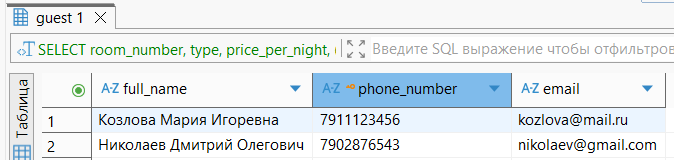 guest 1
SELECT room_number, type, price_per_night,
Введите SQL выражение чтобы отфильтров
Таблица
A-Z full_name A-Z phone_number A-Z email
1 Козлова Мария Игоревна 7911123456 kozlova@mail.ru
2 Николаев Дмитрий Олегович 7902876543 nikolaev@gmail.com